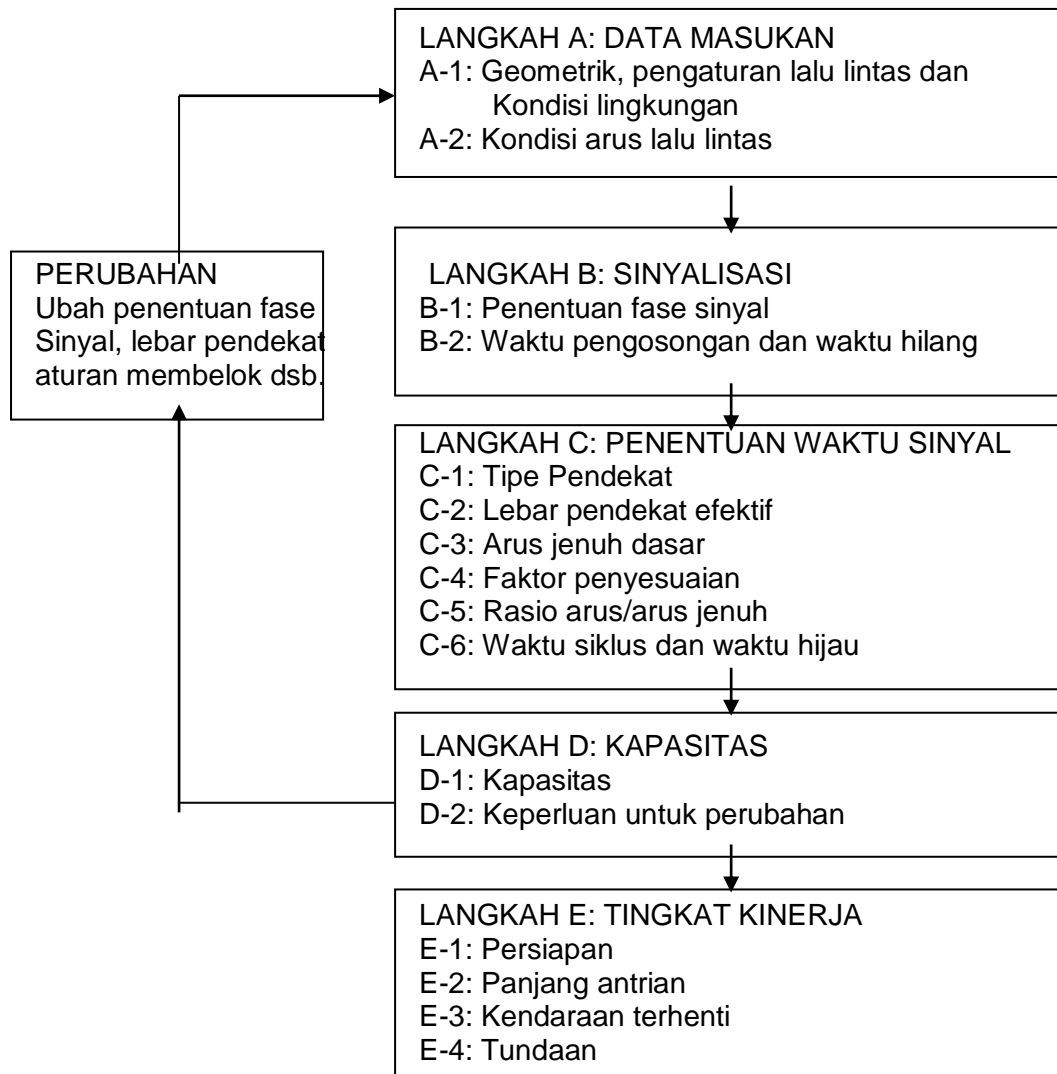 LANGKAH A: DATA MASUKAN
A-1: Geometrik, pengaturan lalu lintas dan
Kondisi lingkungan
A-2: Kondisi arus lalu lintas
PERUBAHAN
Ubah penentuan fase
Sinyal, lebar pendekat
aturan membelok dsb.
LANGKAH B: SINYALISASI
B-1: Penentuan fase sinyal
B-2: Waktu pengosongan dan waktu hilang
LANGKAH C: PENENTUAN WAKTU SINYAL
C-1: Tipe Pendekat
C-2: Lebar pendekat efektif
C-3: Arus jenuh dasar
C-4: Faktor penyesuaian
C-5: Rasio arus/arus jenuh
C-6: Waktu siklus dan waktu hijau
LANGKAH D: KAPASITAS
D-1: Kapasitas
D-2: Keperluan untuk perubahan
LANGKAH E: TINGKAT KINERJA
E-1: Persiapan
E-2: Panjang antrian
E-3: Kendaraan terhenti
E-4: Tundaan